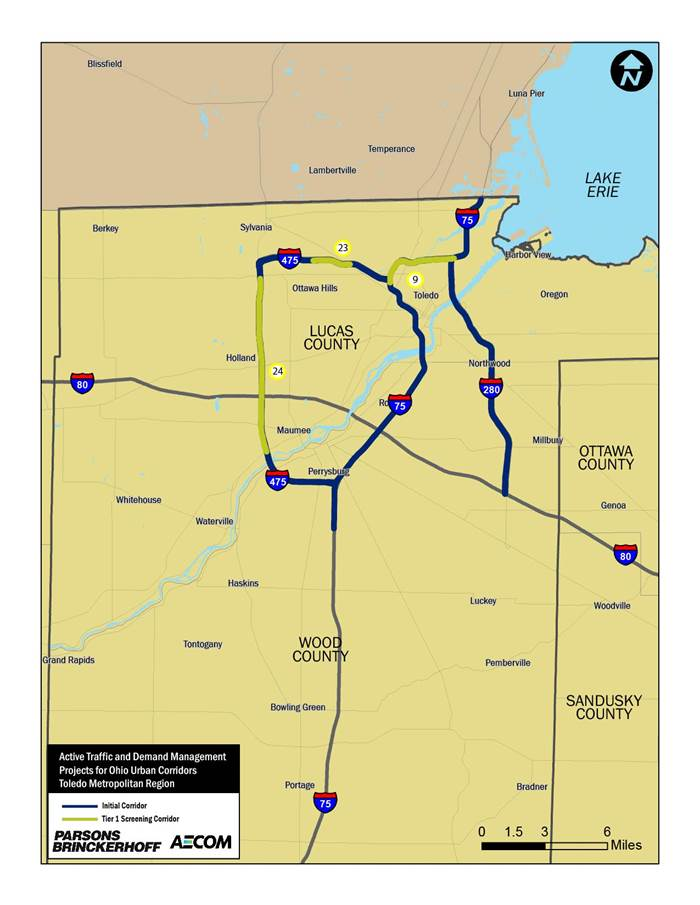 Blissfield
Luna Pier
N
Temperance
Lambertville
LAKE
ERIE
75
Berkey
Sylvania
23
475
Harbor View
9
Ottawa Hills
Toledo
Oregon
LUCAS
COUNTY
Holland
24
Northwood
80
280
75
Maumee
Millbury
OTTAWA
COUNTY
Perrysburg
475
Whitehouse
Genoa
Waterville
80
Haskins
Luckey
Woodville
WOOD
COUNTY
Tontogany
Grand Rapids
Pemberville
SANDUSKY
COUNTY
Bowling Green
Active Traffic and Demand Management
Projects for Ohio Urban Corridors
Toledo Metropolitan Region
Initial Corridor
Tier 1 Screening Corridor
PARSONS
BRINCKERHOFF
AECOM
Portage
75
Bradner
0 1.5 3 6
Miles